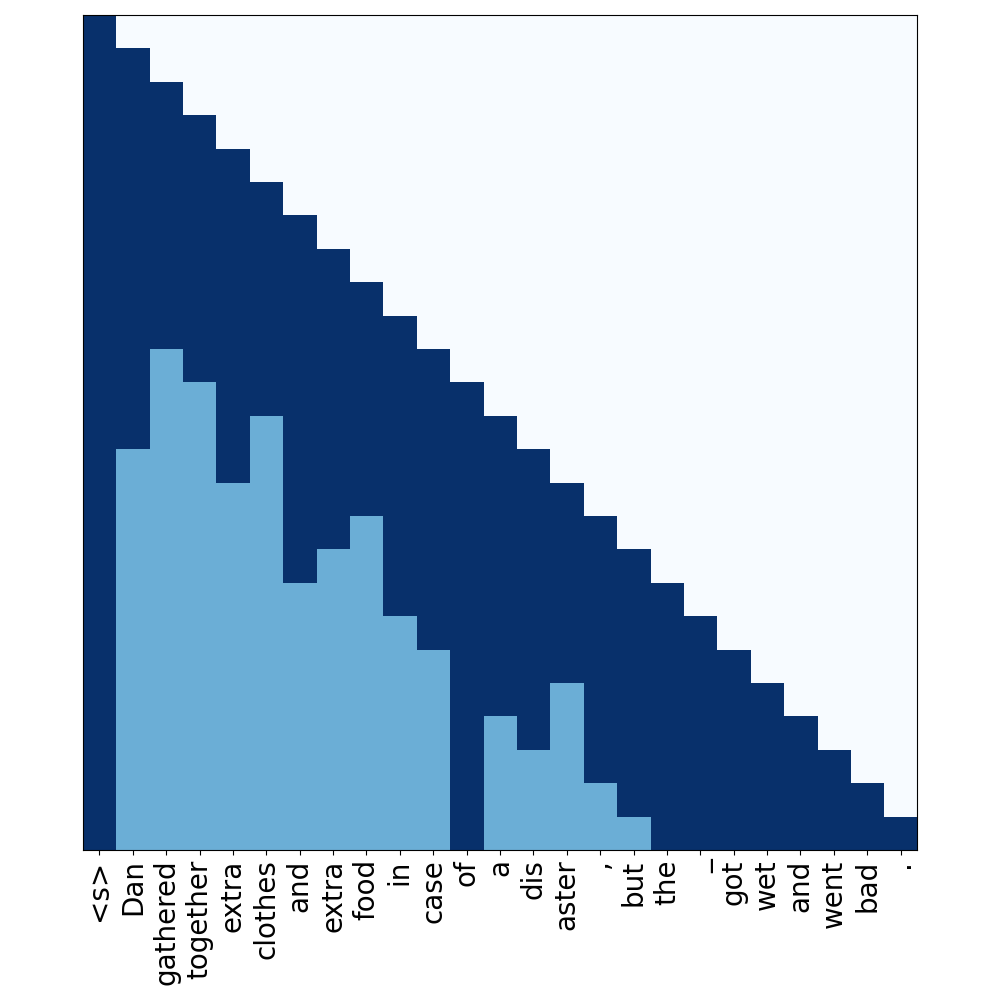 <s>
Dan
gathered
together
extra
clothes
and
extra
food
in
case
of
a
dis
aster
,
but
the
_
got
wet
and
went
bad
.